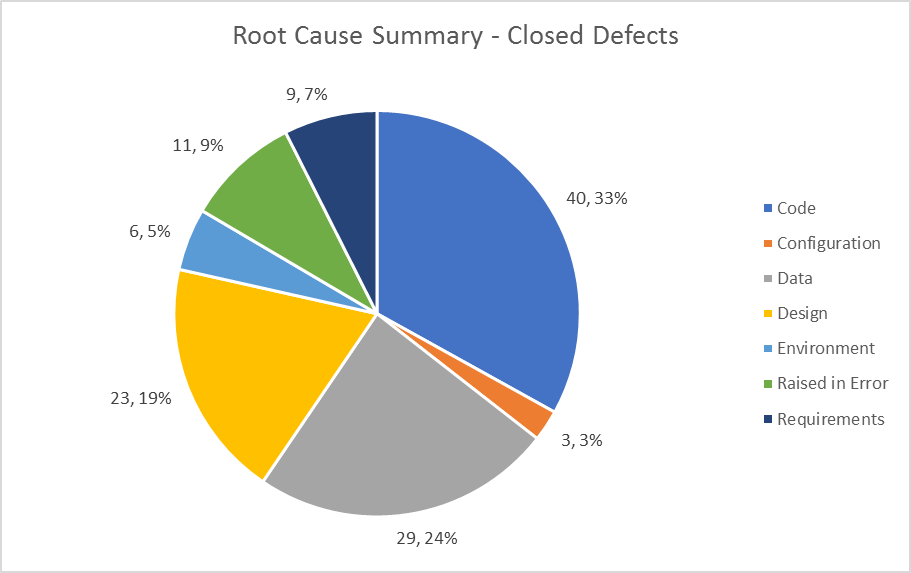 Root Cause Summary - Closed Defects
9, 7%
11, 9%
40, 33%
6, 5%
23, 19%
3, 3%
29, 24%
Code
Configuration
Data
Design
Environment
Raised in Error
Requirements